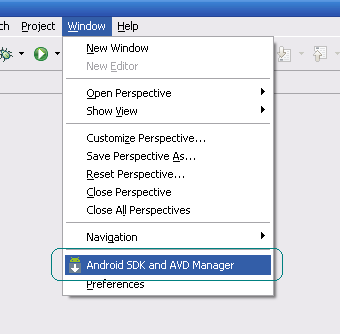 ch Project Window Help
New Window
New Editor
Open Perspective
Show View
Customize Perspective...
Save Perspective As...
Reset Perspective...
Close Perspective
Close All Perspectives
Navigation
Android SDK and AVD Manager
Preferences